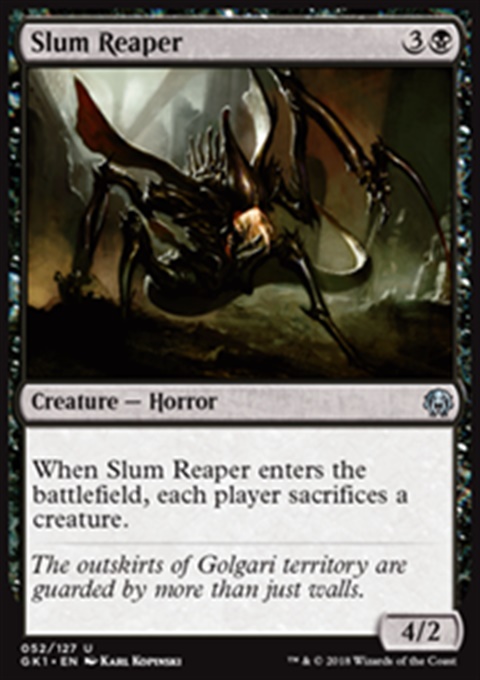 Slum Reaper 3
Creature — Horror
When Slum Reaper enters the
battlefield, each player sacrifices a
creature.
The outskirts of Golgari territory are
guarded by more than just walls.
4/2
052/127 U
GK1 • EN Karl Kopinski
™ & © 2018 Wizards of the Coast